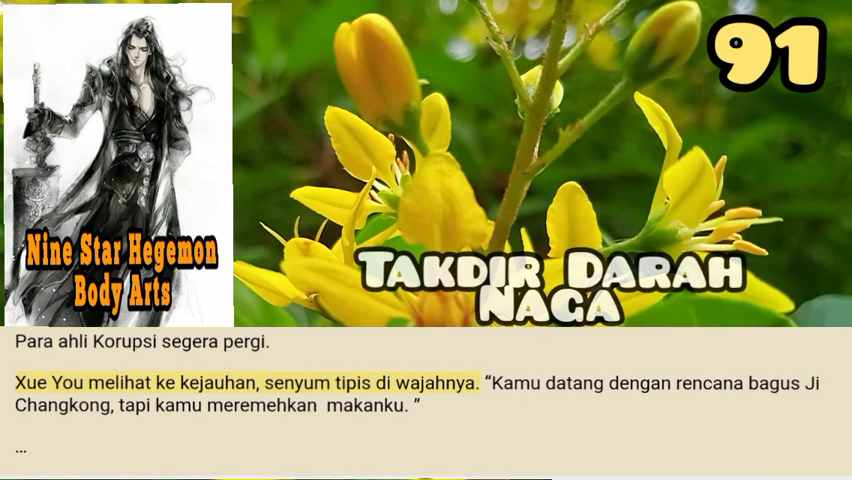 91
Nine Star Hegemon
Body Arts
Takdir Darah
Naga
Para ahli Korupsi segera pergi.
Xue You melihat ke kejauhan, senyum tipis di wajahnya. “Kamu datang dengan rencana bagus Ji
Changkong, tapi kamu meremehkan  makanku. ”
...